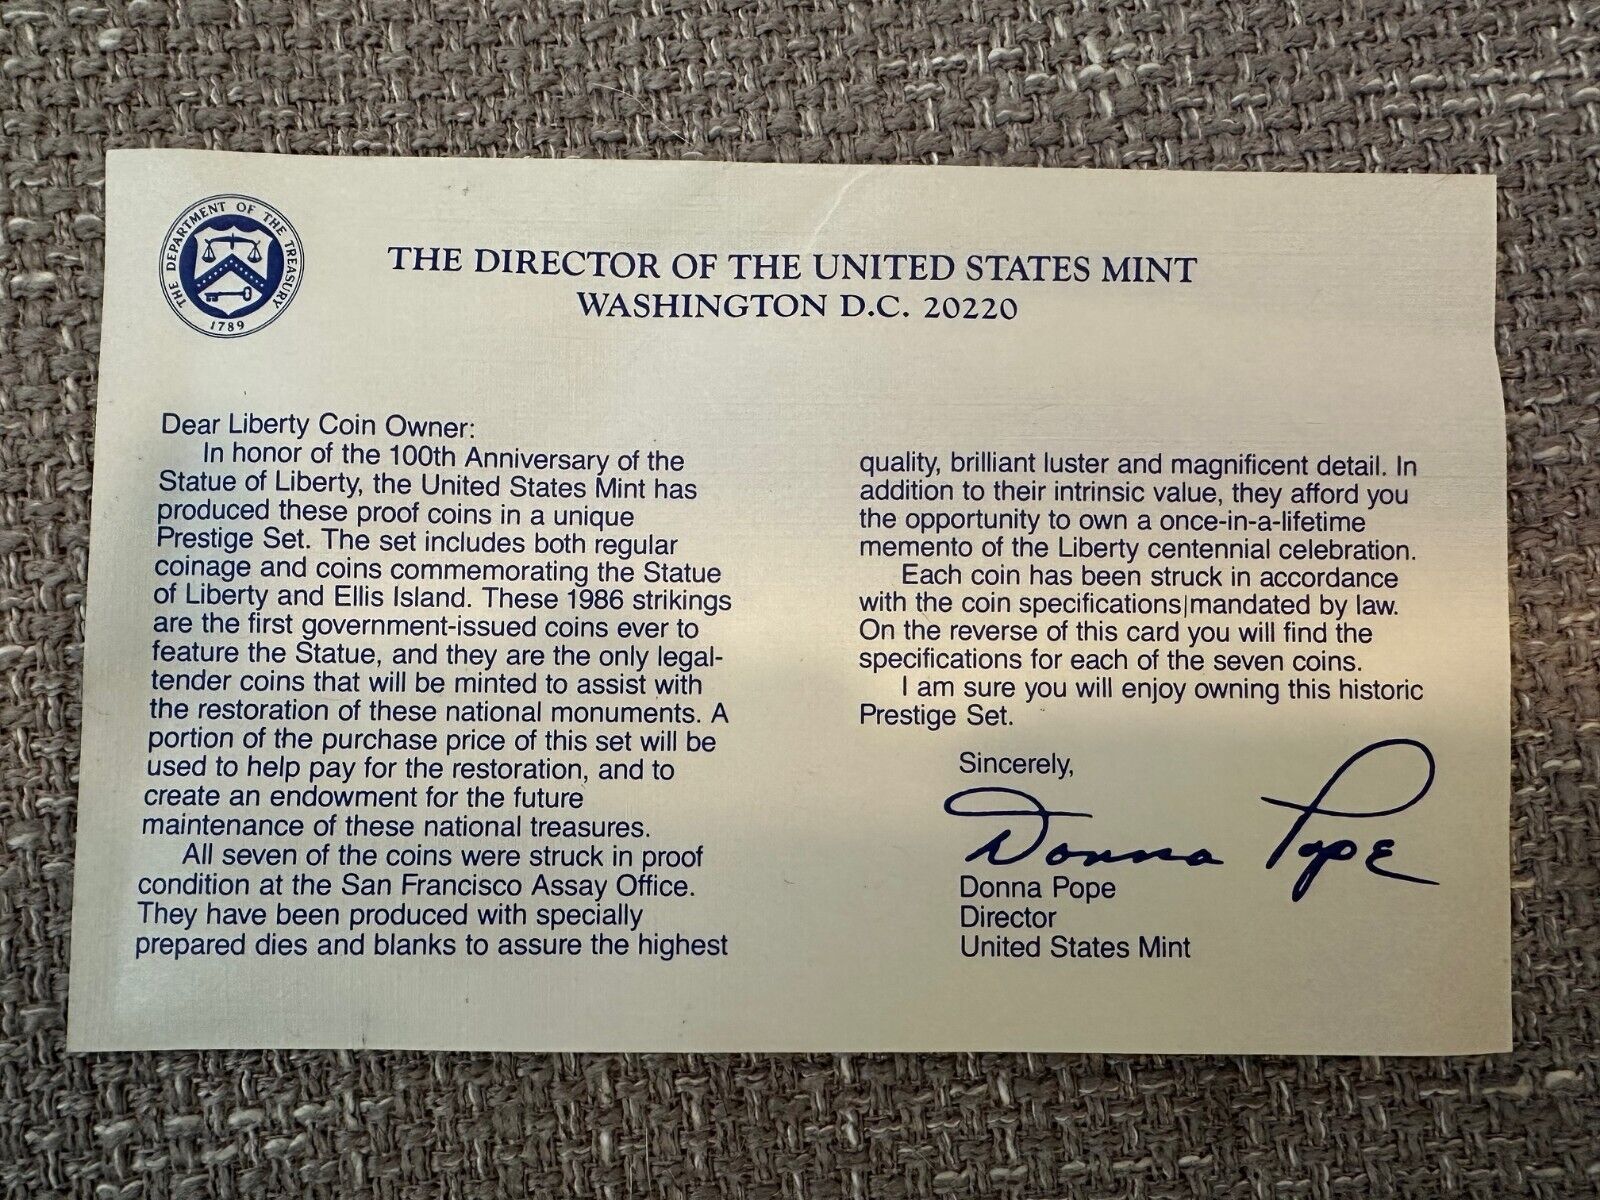 THE DEPARTMENT OF THE TREASURY
1789
THE DIRECTOR OF THE UNITED STATES MINT
WASHINGTON D.C. 20220
Dear Liberty Coin Owner:
In honor of the 100th Anniversary of the
Statue of Liberty, the United States Mint has
produced these proof coins in a unique
Prestige Set. The set includes both regular
coinage and coins commemorating the Statue
of Liberty and Ellis Island. These 1986 strikings
are the first government-issued coins ever to
feature the Statue, and they are the only legal-
tender coins that will be minted to assist with
the restoration of these national monuments. A
portion of the purchase price of this set will be
used to help pay for the restoration, and to
create an endowment for the future
maintenance of these national treasures.
All seven of the coins were struck in proof
condition at the San Francisco Assay Office.
They have been produced with specially
prepared dies and blanks to assure the highest
quality, brilliant luster and magnificent detail. In
addition to their intrinsic value, they afford you
the opportunity to own a once-in-a-lifetime
memento of the Liberty centennial celebration.
Each coin has been struck in accordance
with the coin specifications|mandated by law.
On the reverse of this card you will find the
specifications for each of the seven coins.
I am sure you will enjoy owning this historic
Prestige Set.
Sincerely,
Donna Pope
Donna Pope
Director
United States Mint